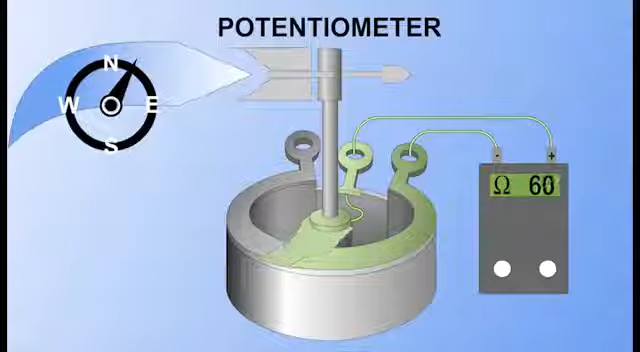 POTENTIOMETER
N
W E
S
- +
Ω 60